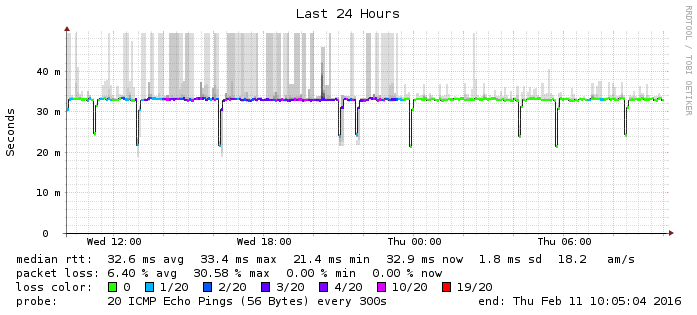 Last 24 Hours
RRDTOOL / TOBI OETIKER
Seconds
40 m
30 m
20 m
10 m
0
Wed 12:00 Wed 18:00 Thu 00:00 Thu 06:00
median rtt: 32.6 ms avg 33.4 ms max 21.4 ms min 32.9 ms now 1.8 ms sd 18.2 am/s
packet loss: 6.40 % avg 30.58 % max 0.00 % min 0.00 % now
loss color: 0 1/20 2/20 3/20 4/20 10/20 19/20
probe: 20 ICMP Echo Pings (56 Bytes) every 300s end: Thu Feb 11 10:05:04 2016